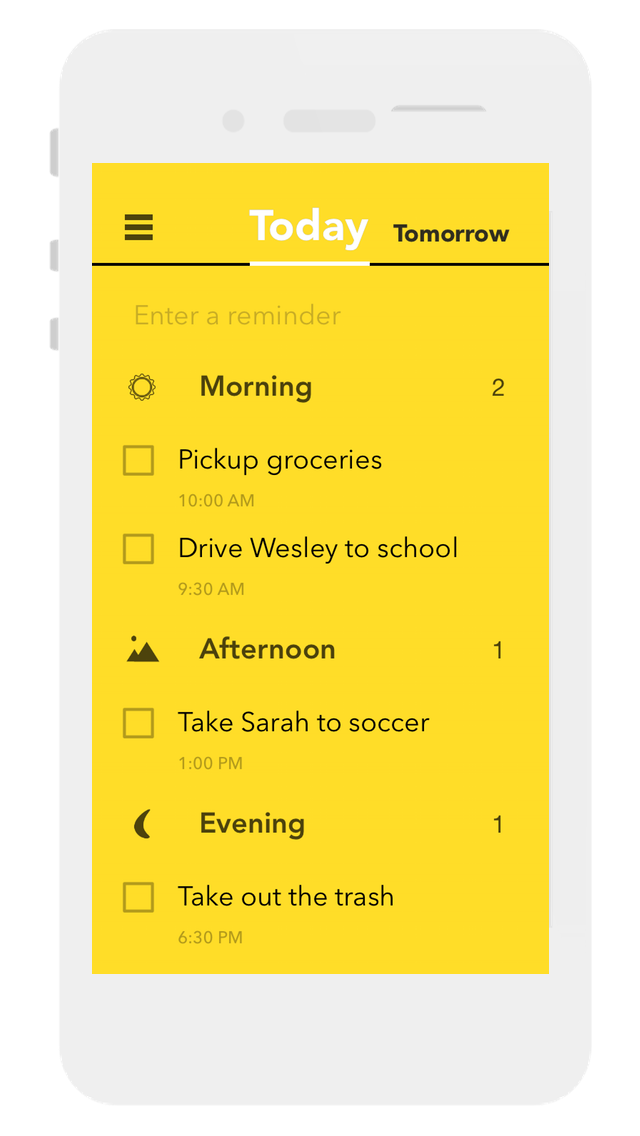 Today Tomorrow
Enter a reminder
Morning 2
Pickup groceries
10:00 AM
Drive Wesley to school
9:30 AM
Afternoon 1
Take Sarah to soccer
1:00 PM
Evening 1
Take out the trash
6:30 PM